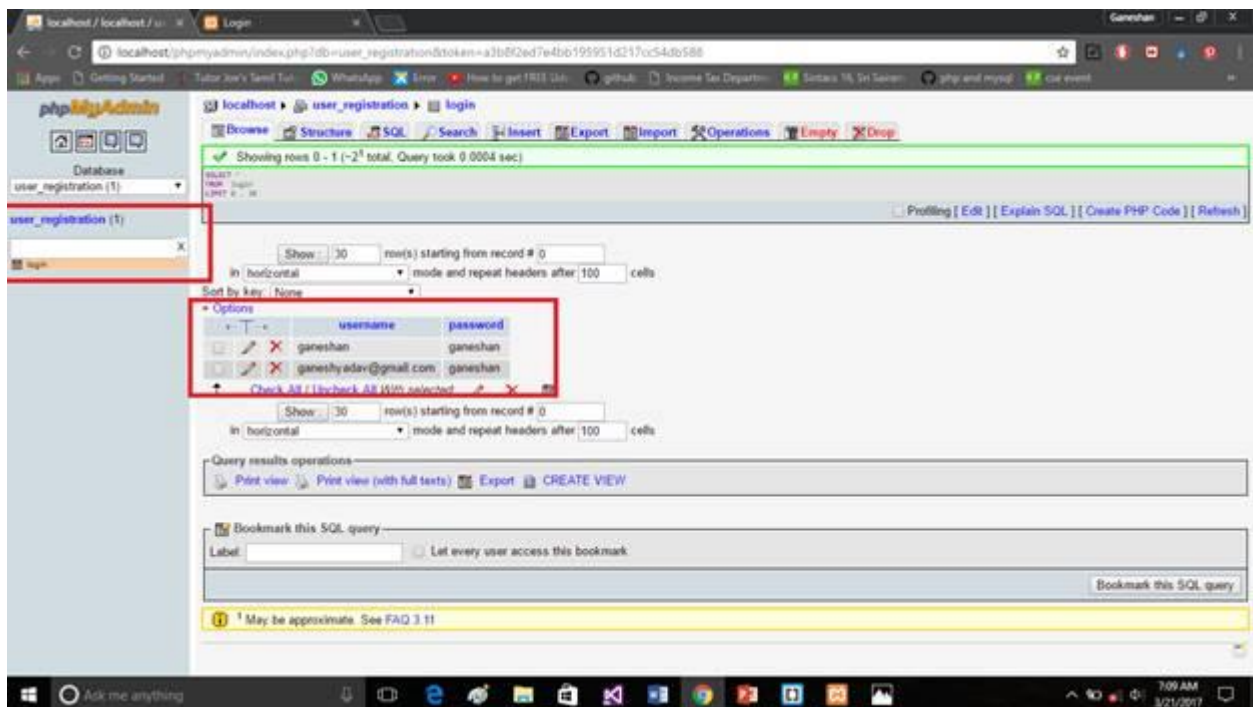 localhost / localhost / us
Login
Ganeshan
localhost/phpmyadmin/index.php?db=user_registration&token=
Apps Getting Started WhatsApp Error github php and mysql cse event
phpMyAdmin
localhost user_registration login
Browse Structure SQL Search Insert Export Import Operations Empty Drop
Showing rows 0 - 1 (~2¹ total, Query took 0.0004 sec)
Database
user_registration (1)
SELECT *
FROM `login`
LIMIT 0 , 30
Profiling [ Edit ] [ Explain SQL ] [ Create PHP Code ] [ Refresh ]
user_registration (1)
X
login
Show : 30 row(s) starting from record # 0
in horizontal mode and repeat headers after 100 cells
Sort by key: None
+ Options
username password
ganeshan ganeshan
ganeshyadav@gmail.com ganeshan
Check All / Uncheck All With selected:
Show : 30 row(s) starting from record # 0
in horizontal mode and repeat headers after 100 cells
Query results operations
Print view Print view (with full texts) Export CREATE VIEW
Bookmark this SQL query
Label: Let every user access this bookmark
Bookmark this SQL query
¹ May be approximate. See FAQ 3.11
Ask me anything
7:09 AM
3/21/2017